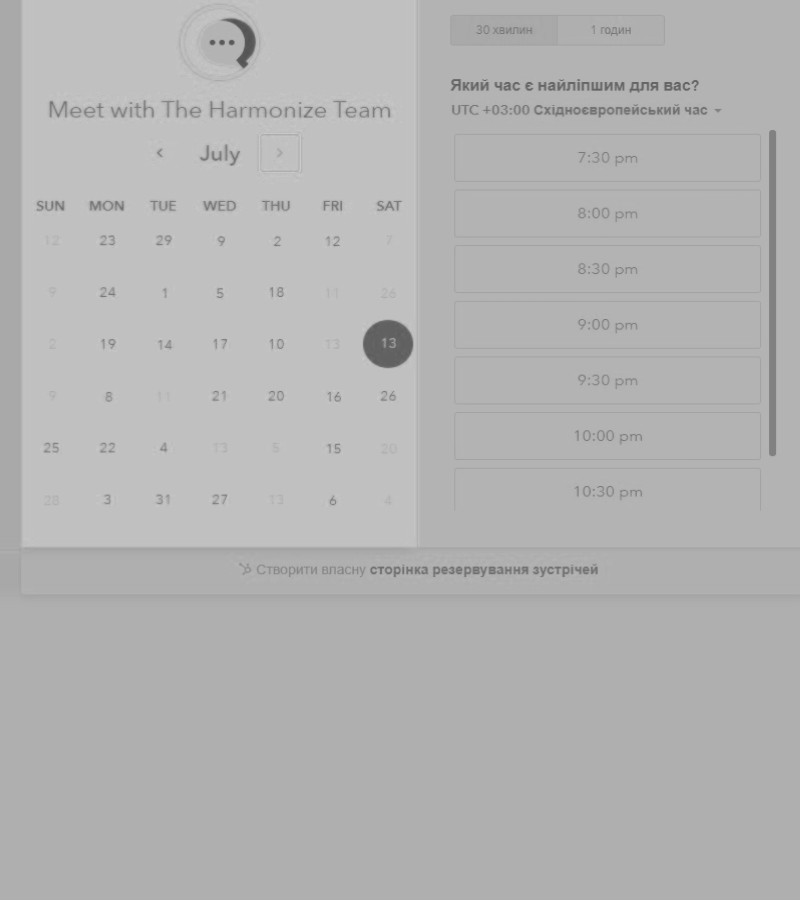 Meet with The Harmonize Team
July
SUN MON TUE WED THU FRI SAT
12 23 29 9 2 12 7
9 24 1 5 18 11 26
2 19 14 17 10 13 13
9 8 11 21 20 16 26
25 22 4 13 5 15 20
28 3 31 27 13 6 4
30 хвилин 1 годин
Який час є найліпшим для вас?
UTC +03:00 Східноєвропейський час
7:30 pm
8:00 pm
8:30 pm
9:00 pm
9:30 pm
10:00 pm
10:30 pm
Створити власну сторінка резервування зустрічей